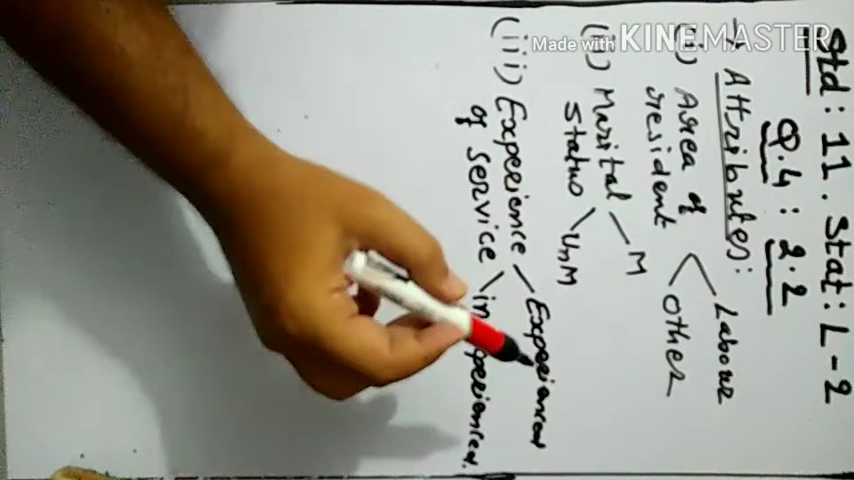 Made with KINEMASTER
Std : 11 . Stat : L - 2
Q. 4 : 2.2
→ Attributes :
(i) Area of resident
Labour
Other
(ii) Marital status
M
UnM
(iii) Experience of service
Experienced